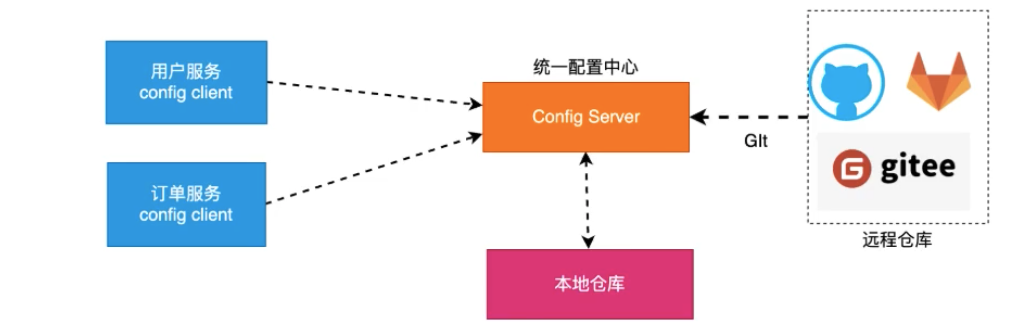 用户服务
config client
统一配置中心
Config Server
GIt
gitee
订单服务
config client
远程仓库
本地仓库